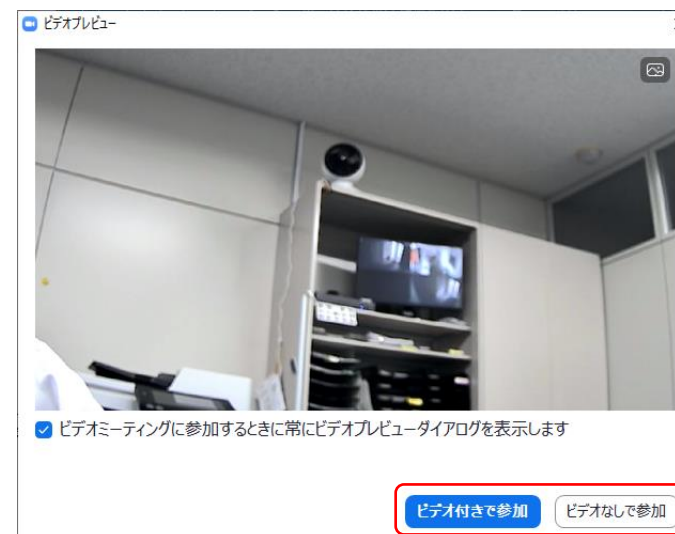 ビデオプレビュー
ビデオミーティングに参加するときに常にビデオプレビューダイアログを表示します
ビデオ付きで参加
ビデオなしで参加